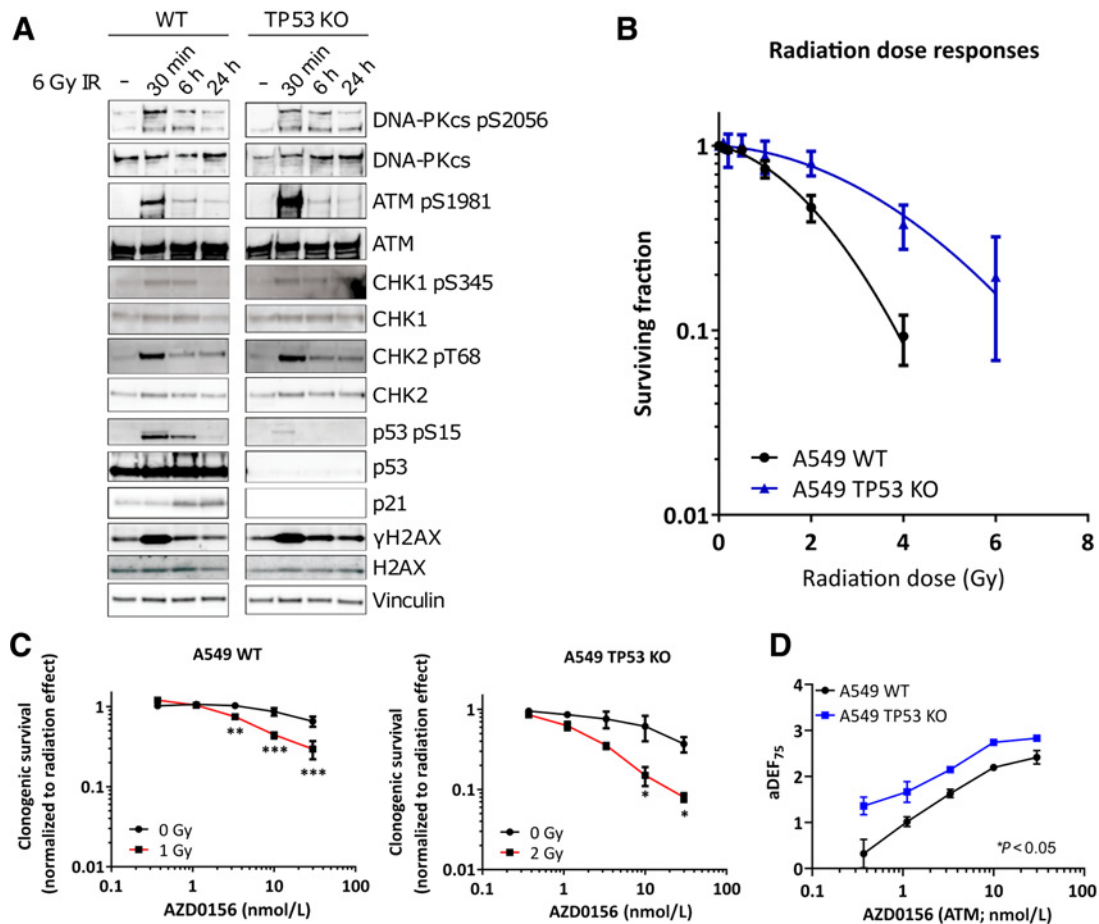 A
WT
TP53 KO
6 Gy IR
–
30 min
6 h
24 h
–
30 min
6 h
24 h
DNA-PKcs pS2056
DNA-PKcs
ATM pS1981
ATM
CHK1 pS345
CHK1
CHK2 pT68
CHK2
p53 pS15
p53
p21
γH2AX
H2AX
Vinculin
B
Radiation dose responses
Surviving fraction
1
0.1
0.01
0
2
4
6
8
A549 WT
A549 TP53 KO
Radiation dose (Gy)
C
A549 WT
Clonogenic survival
(normalized to radiation effect)
1
0.1
0.01
**
***
***
0 Gy
1 Gy
0.1
1
10
100
AZD0156 (nmol/L)
A549 TP53 KO
Clonogenic survival
(normalized to radiation effect)
1
0.1
0.01
*
*
0 Gy
2 Gy
0.1
1
10
100
AZD0156 (nmol/L)
D
A549 WT
A549 TP53 KO
aDEF75
4
3
2
1
0
*P < 0.05
0.1
1
10
100
AZD0156 (ATM; nmol/L)